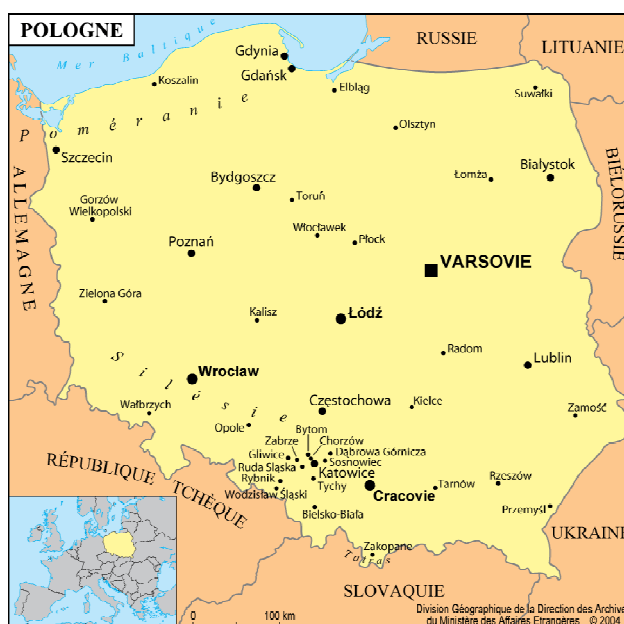 POLOGNE
RUSSIE
LITUANIE
Mer Baltique
Gdynia
Gdańsk
Koszalin
Elbląg
Suwałki
Poméranie
Olsztyn
Szczecin
Łomża
Białystok
BIÉLORUSSIE
ALLEMAGNE
Bydgoszcz
Toruń
Gorzów
Wielkopolski
Włocławek
Płock
Poznań
VARSOVIE
Zielona Góra
Kalisz
Łódź
Radom
Lublin
Silésie
Wrocław
Wałbrzych
Częstochowa
Kielce
Zamość
Opole
Bytom
Zabrze
Chorzów
Gliwice
Dąbrowa Górnicza
Ruda Śląska
Sosnowiec
Katowice
Rybnik
Tychy
Wodzisław Śląski
Cracovie
Tarnów
Rzeszów
Bielsko-Biała
Przemyśl
RÉPUBLIQUE TCHÈQUE
UKRAINE
Zakopane
Tatras
SLOVAQUIE
0 100 km
Division Géographique de la Direction des Archive
du Ministère des Affaires Etrangères © 2004